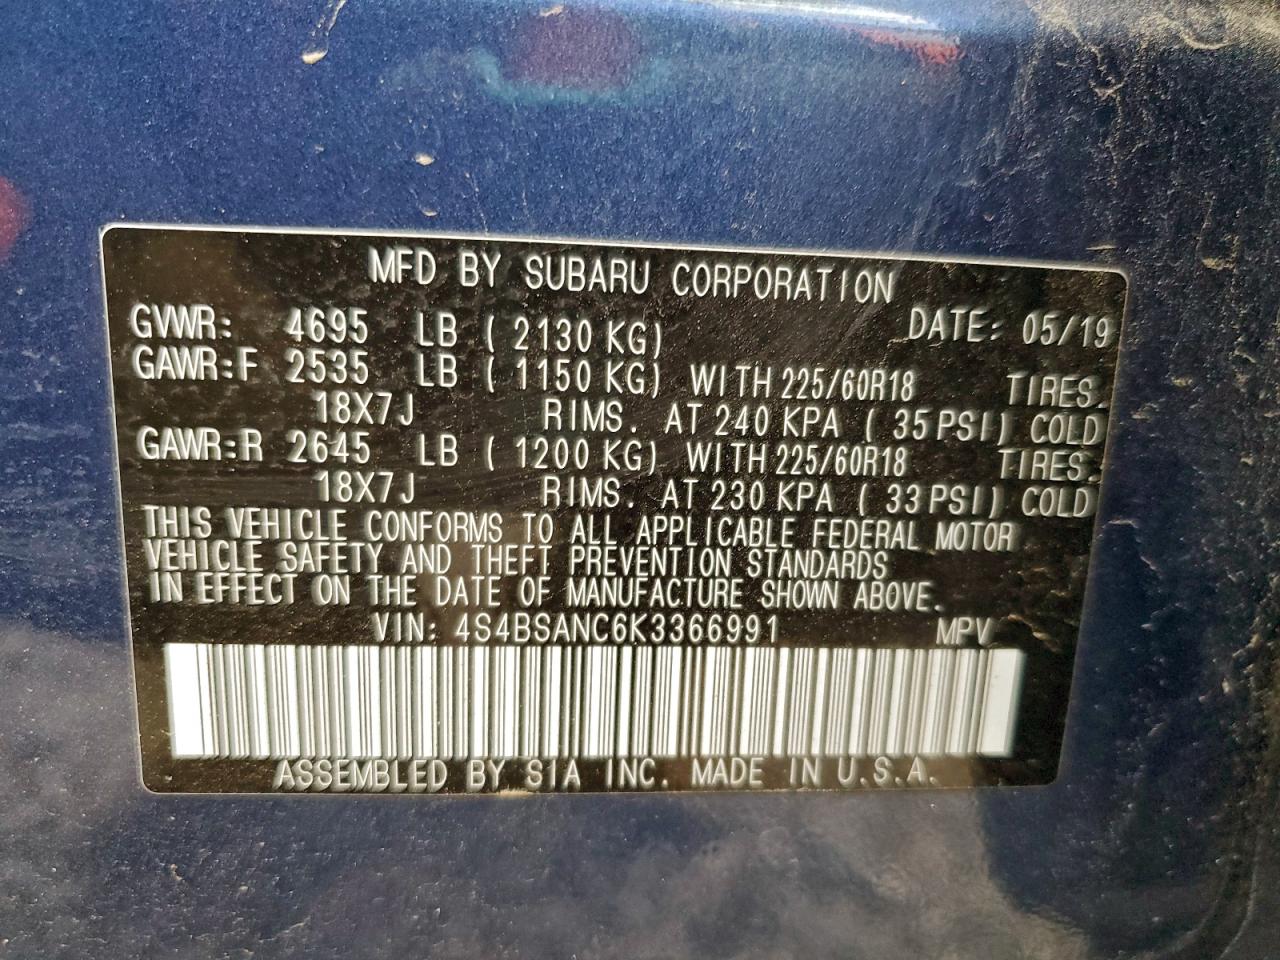 MFD BY SUBARU CORPORATION
GVWR: 4695 LB ( 2130 KG) DATE: 05/19
GAWR:F 2535 LB ( 1150 KG) WITH 225/60R18 TIRES.
18X7J RIMS. AT 240 KPA ( 35 PSI) COLD
GAWR:R 2645 LB ( 1200 KG) WITH 225/60R18 TIRES.
18X7J RIMS. AT 230 KPA ( 33 PSI) COLD
THIS VEHICLE CONFORMS TO ALL APPLICABLE FEDERAL MOTOR
VEHICLE SAFETY AND THEFT PREVENTION STANDARDS
IN EFFECT ON THE DATE OF MANUFACTURE SHOWN ABOVE.
VIN: 4S4BSANC6K3366991 MPV
ASSEMBLED BY SIA INC. MADE IN U.S.A.